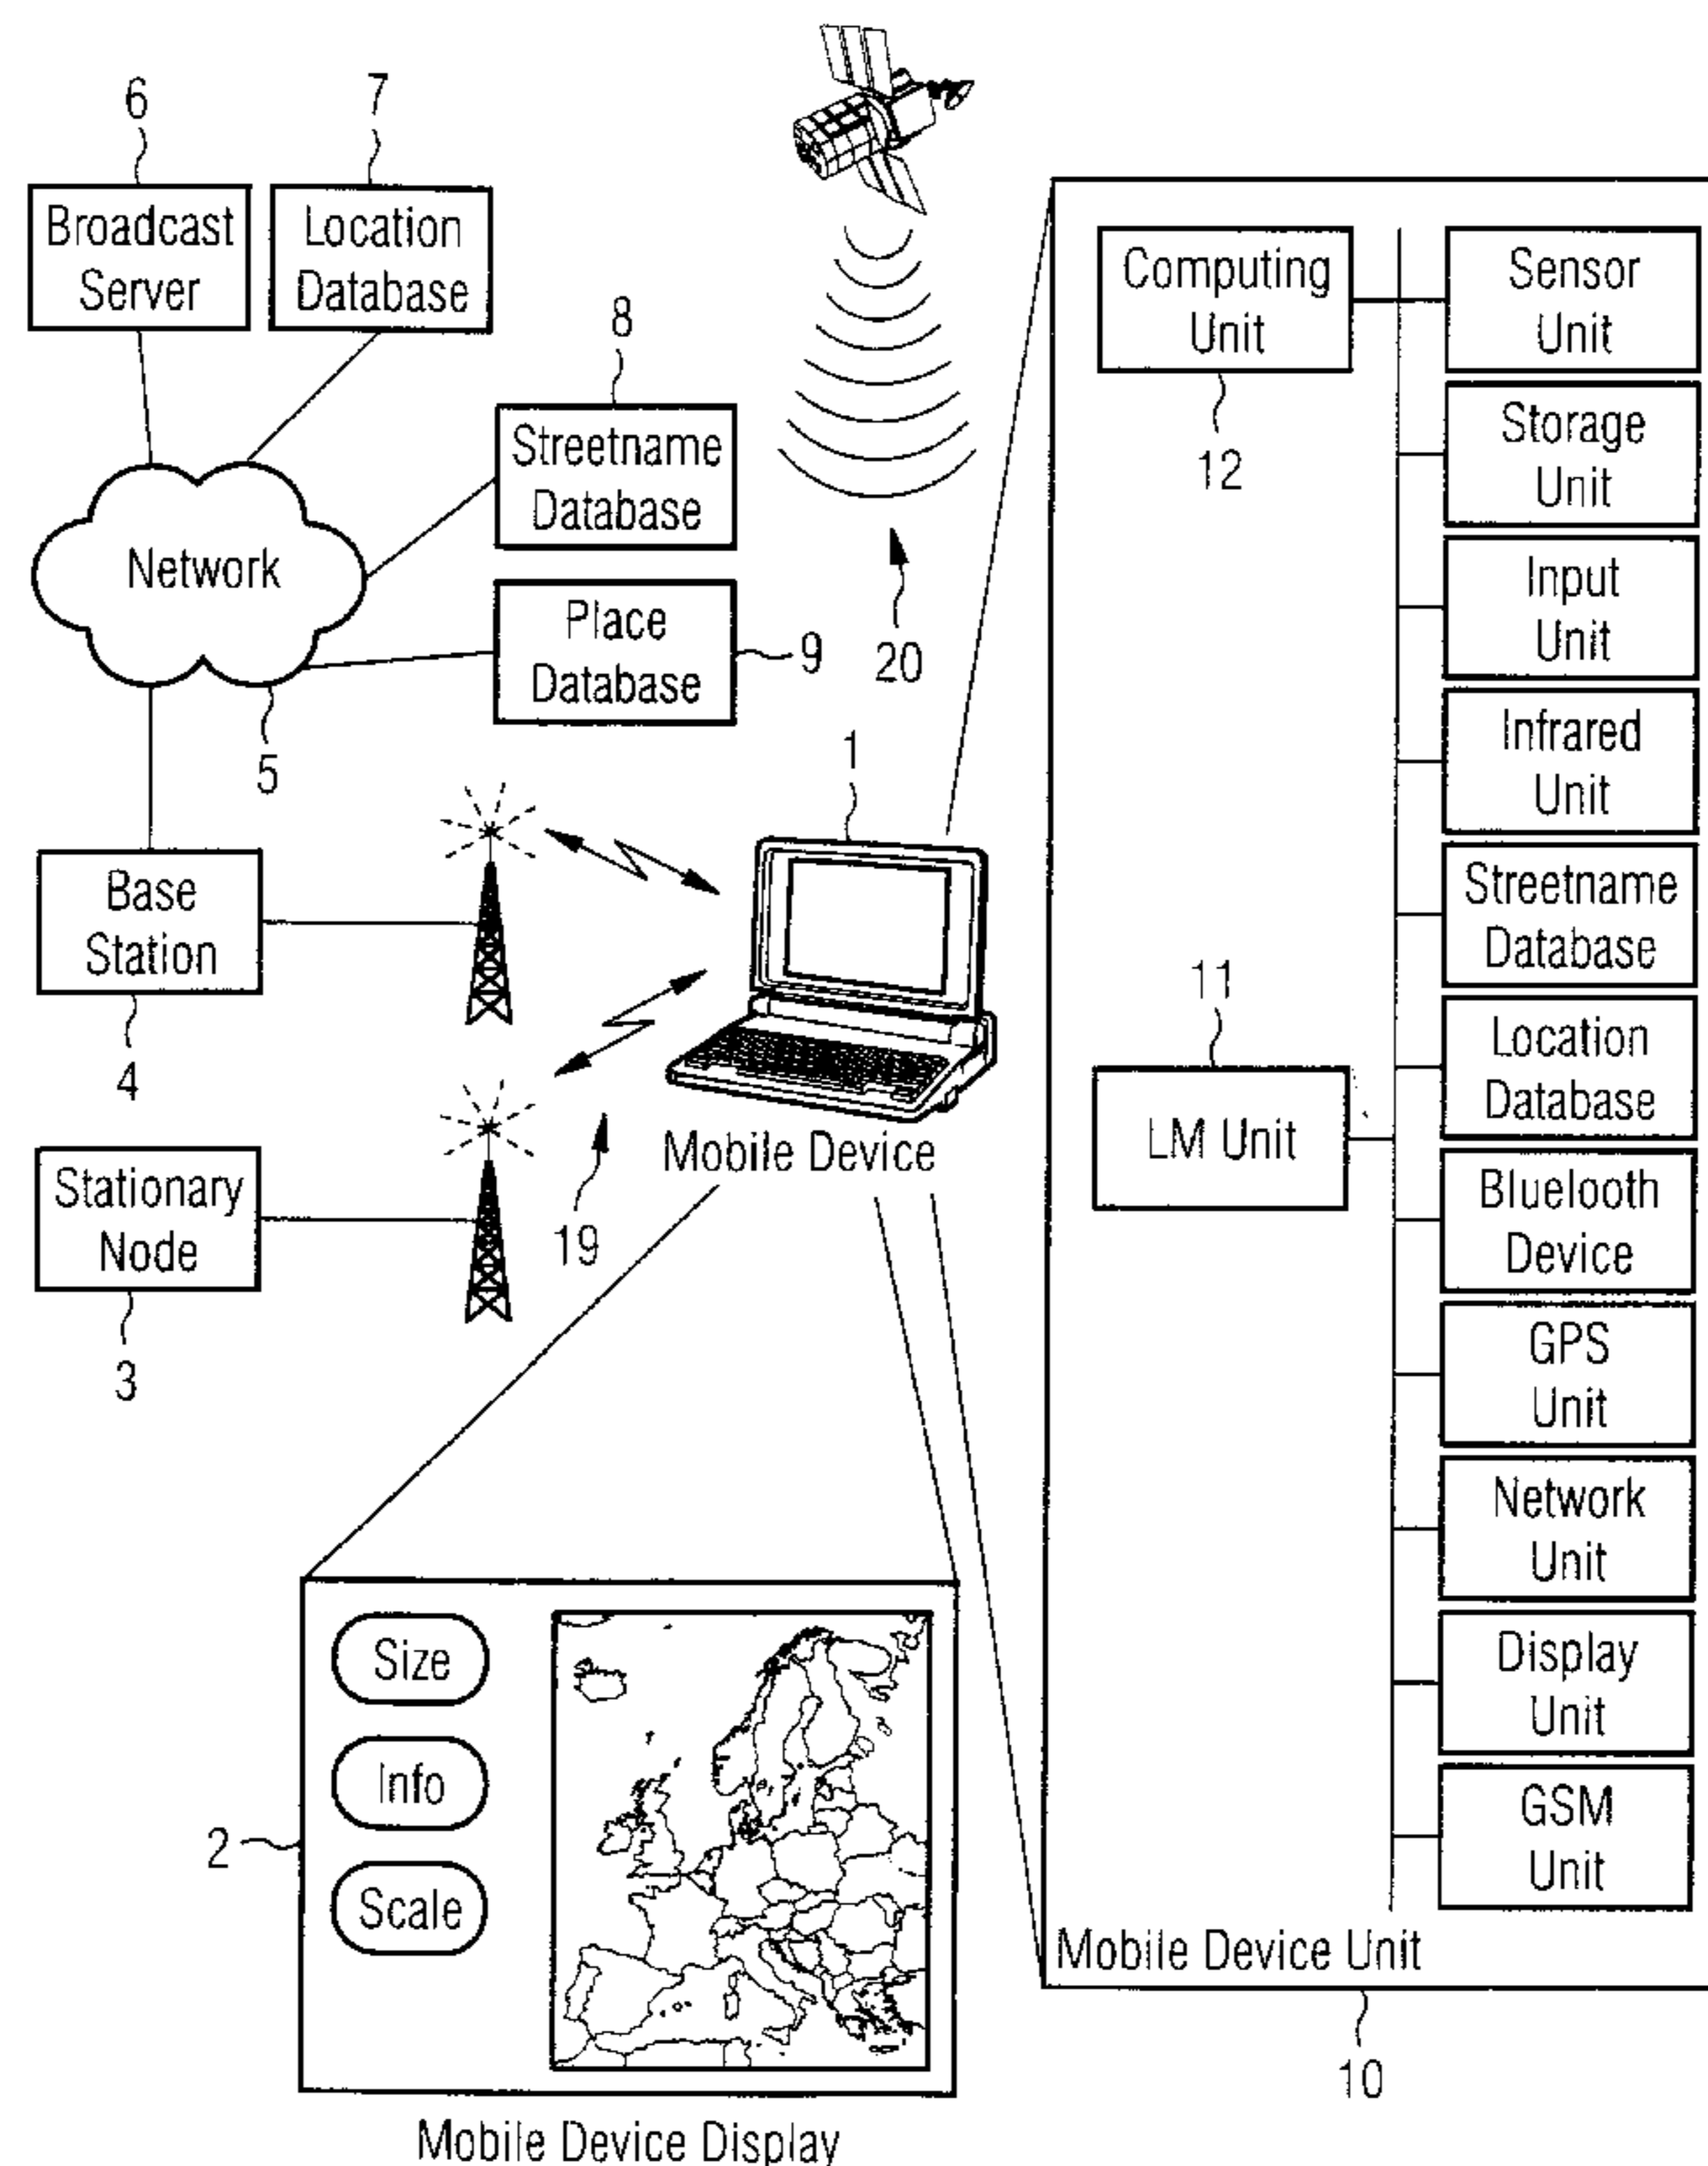 6
7
Broadcast
Server
Location
Database
8
Streetname
Database
Network
Place
Database
9
20
5
1
Base
Station
4
Mobile Device
19
Stationary
Node
3
Computing
Unit
12
Sensor
Unit
Storage
Unit
Input
Unit
Infrared
Unit
Streetname
Database
11
LM Unit
Location
Database
Bluelooth
Device
GPS
Unit
Network
Unit
Display
Unit
GSM
Unit
Mobile Device Unit
10
2
Size
Info
Scale
Mobile Device Display